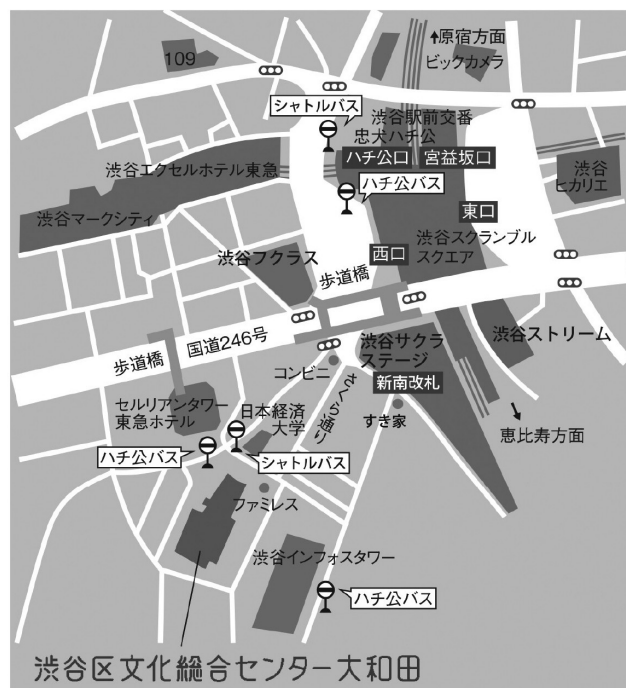 ↑原宿方面
ビックカメラ
109
シャトルバス
渋谷駅前交番
忠犬ハチ公
ハチ公口
宮益坂口
渋谷エクセルホテル東急
渋谷
ヒカリエ
ハチ公バス
渋谷マークシティ
東口
渋谷フクラス
西口
渋谷スクランブル
スクエア
歩道橋
国道246号
歩道橋
渋谷サクラ
ステージ
渋谷ストリーム
コンビニ
新南改札
さくら通り
セルリアンタワー
東急ホテル
日本経済
大学
すき家
恵比寿方面
ハチ公バス
シャトルバス
ファミレス
渋谷インフォスタワー
ハチ公バス
渋谷区文化総合センター大和田